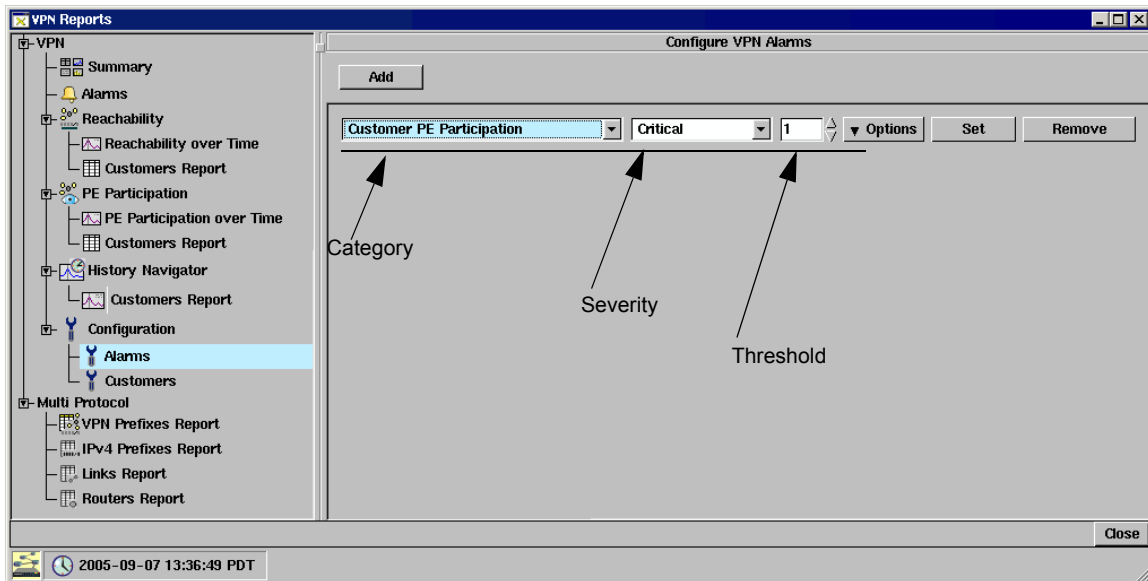 VPN Reports
VPN
Summary
Alarms
Reachability
Reachability over Time
Customers Report
PE Participation
PE Participation over Time
Customers Report
History Navigator
Customers Report
Configuration
Alarms
Customers
Multi Protocol
VPN Prefixes Report
IPv4 Prefixes Report
Links Report
Routers Report
Configure VPN Alarms
Add
Customer PE Participation Critical 1 Options Set Remove
Category
Severity
Threshold
Close
2005-09-07 13:36:49 PDT